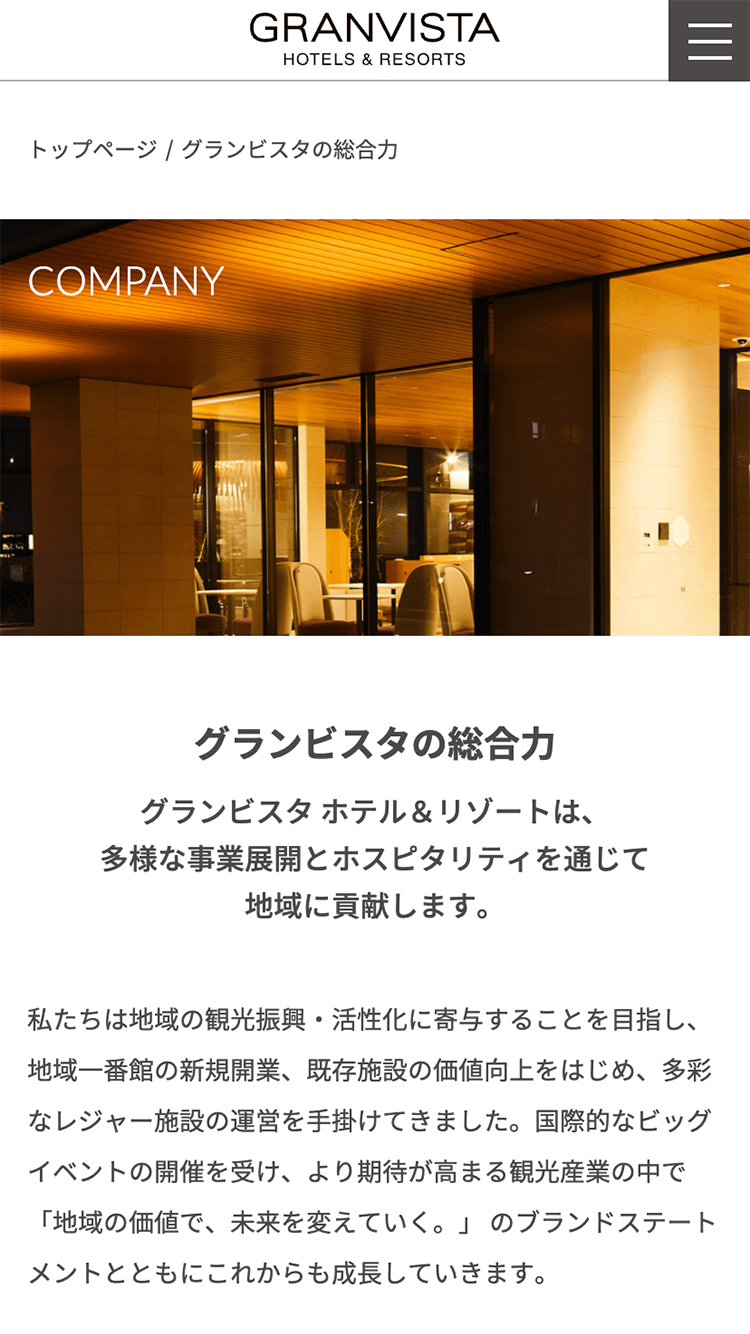 GRANVISTA
HOTELS & RESORTS
トップページ / グランビスタの総合力
COMPANY
グランビスタの総合力
グランビスタ ホテル＆リゾートは、
多様な事業展開とホスピタリティを通じて
地域に貢献します。
私たちは地域の観光振興・活性化に寄与することを目指し、
地域一番館の新規開業、既存施設の価値向上をはじめ、多彩
なレジャー施設の運営を手掛けてきました。国際的なビッグ
イベントの開催を受け、より期待が高まる観光産業の中で
「地域の価値で、未来を変えていく。」 のブランドステート
メントとともにこれからも成長していきます。